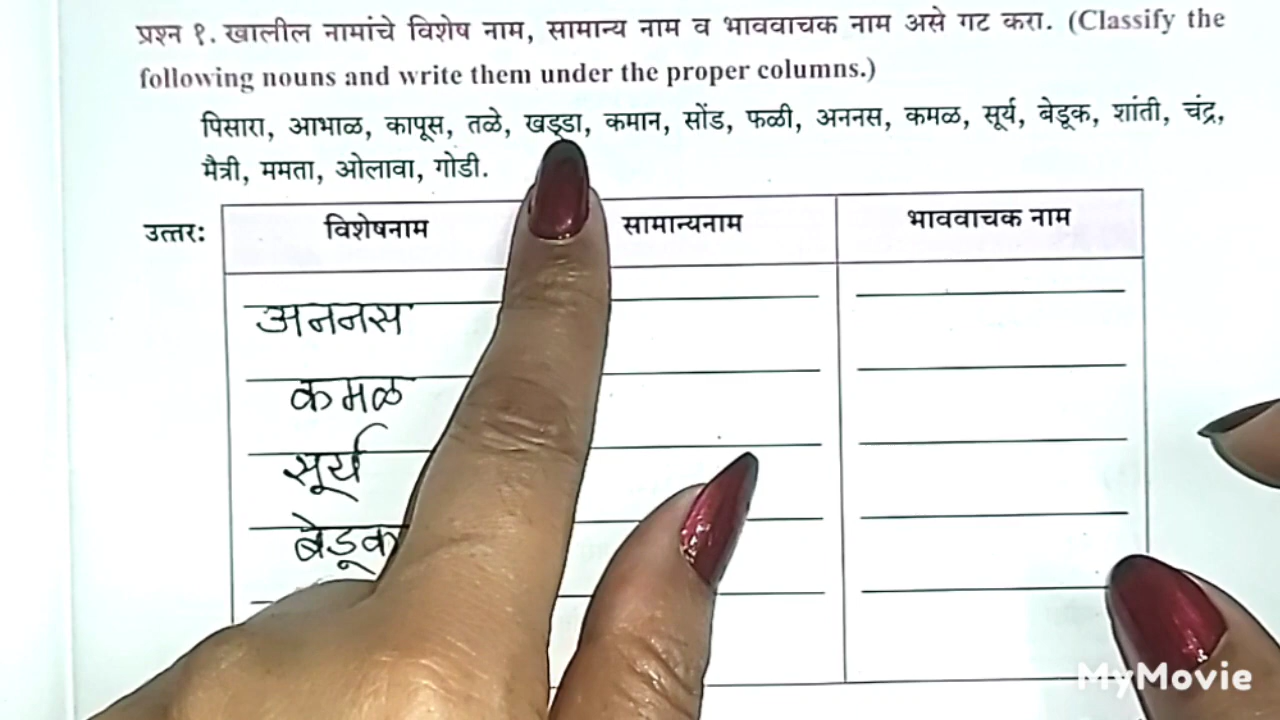 प्रश्न १. खालील नामांचे विशेष नाम, सामान्य नाम व भाववाचक नाम असे गट करा. (Classify the
following nouns and write them under the proper columns.)
पिसारा, आभाळ, कापूस, तळे, खड्डा, कमान, सोंड, फळी, अननस, कमळ, सूर्य, बेडूक, शांती, चंद्र,
मैत्री, ममता, ओलावा, गोडी.
उत्तरः विशेषनाम सामान्यनाम भाववाचक नाम
अननस
कमळ
सूर्य
बेडूक
MyMovie